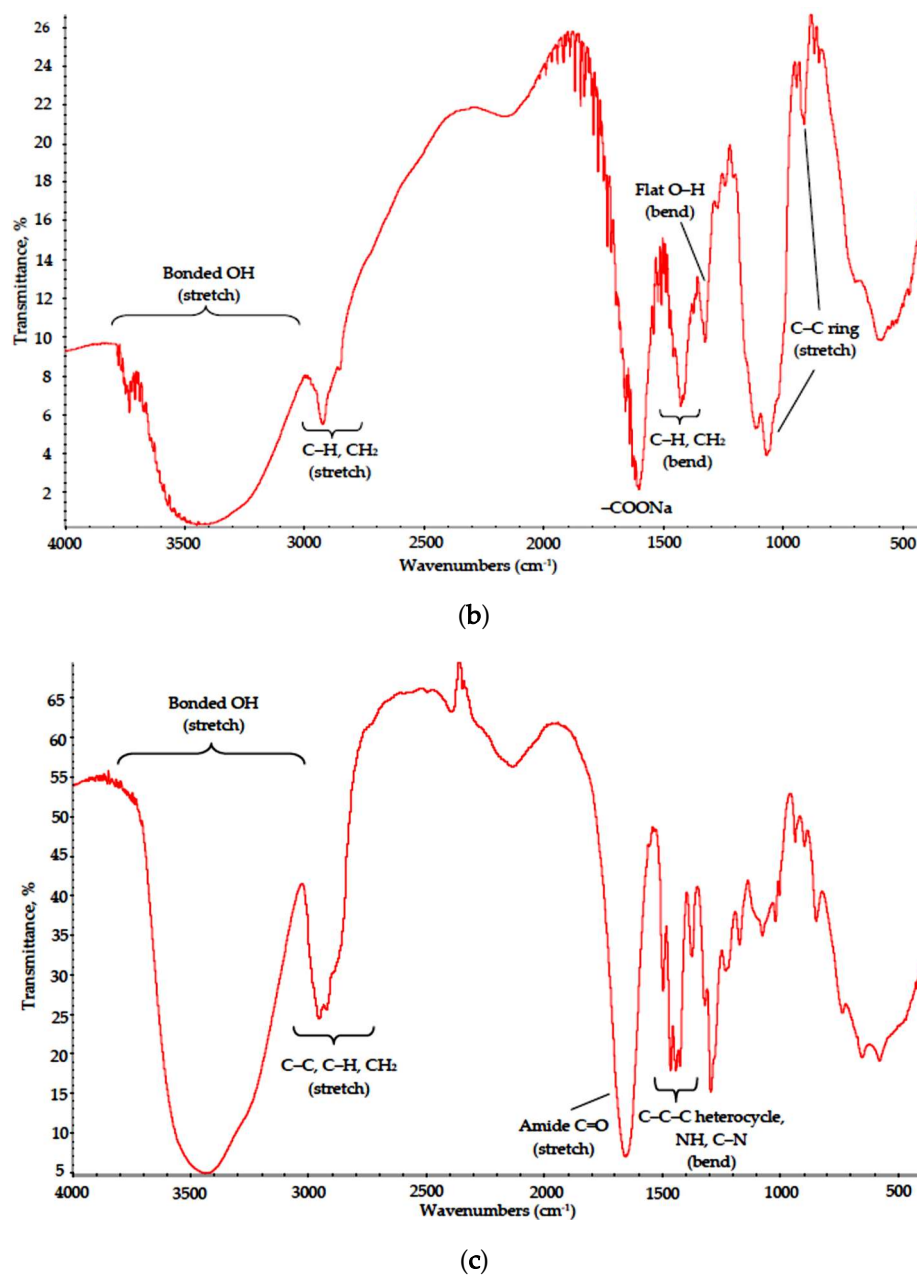 26
24
22
20
18
16
14
12
10
8
6
4
2
Transmittance, %
Bonded OH
(stretch)
C–H, CH₂
(stretch)
Flat O–H
(bend)
C–H, CH₂
(bend)
–COONa
C–C ring
(stretch)
4000 3500 3000 2500 2000 1500 1000 500
Wavenumbers (cm⁻¹)
(b)
65
60
55
50
45
40
35
30
25
20
15
10
5
Transmittance, %
Bonded OH
(stretch)
C–C, C–H, CH₂
(stretch)
Amide C=O
(stretch)
C–C–C heterocycle,
NH, C–N
(bend)
4000 3500 3000 2500 2000 1500 1000 500
Wavenumbers (cm⁻¹)
(c)